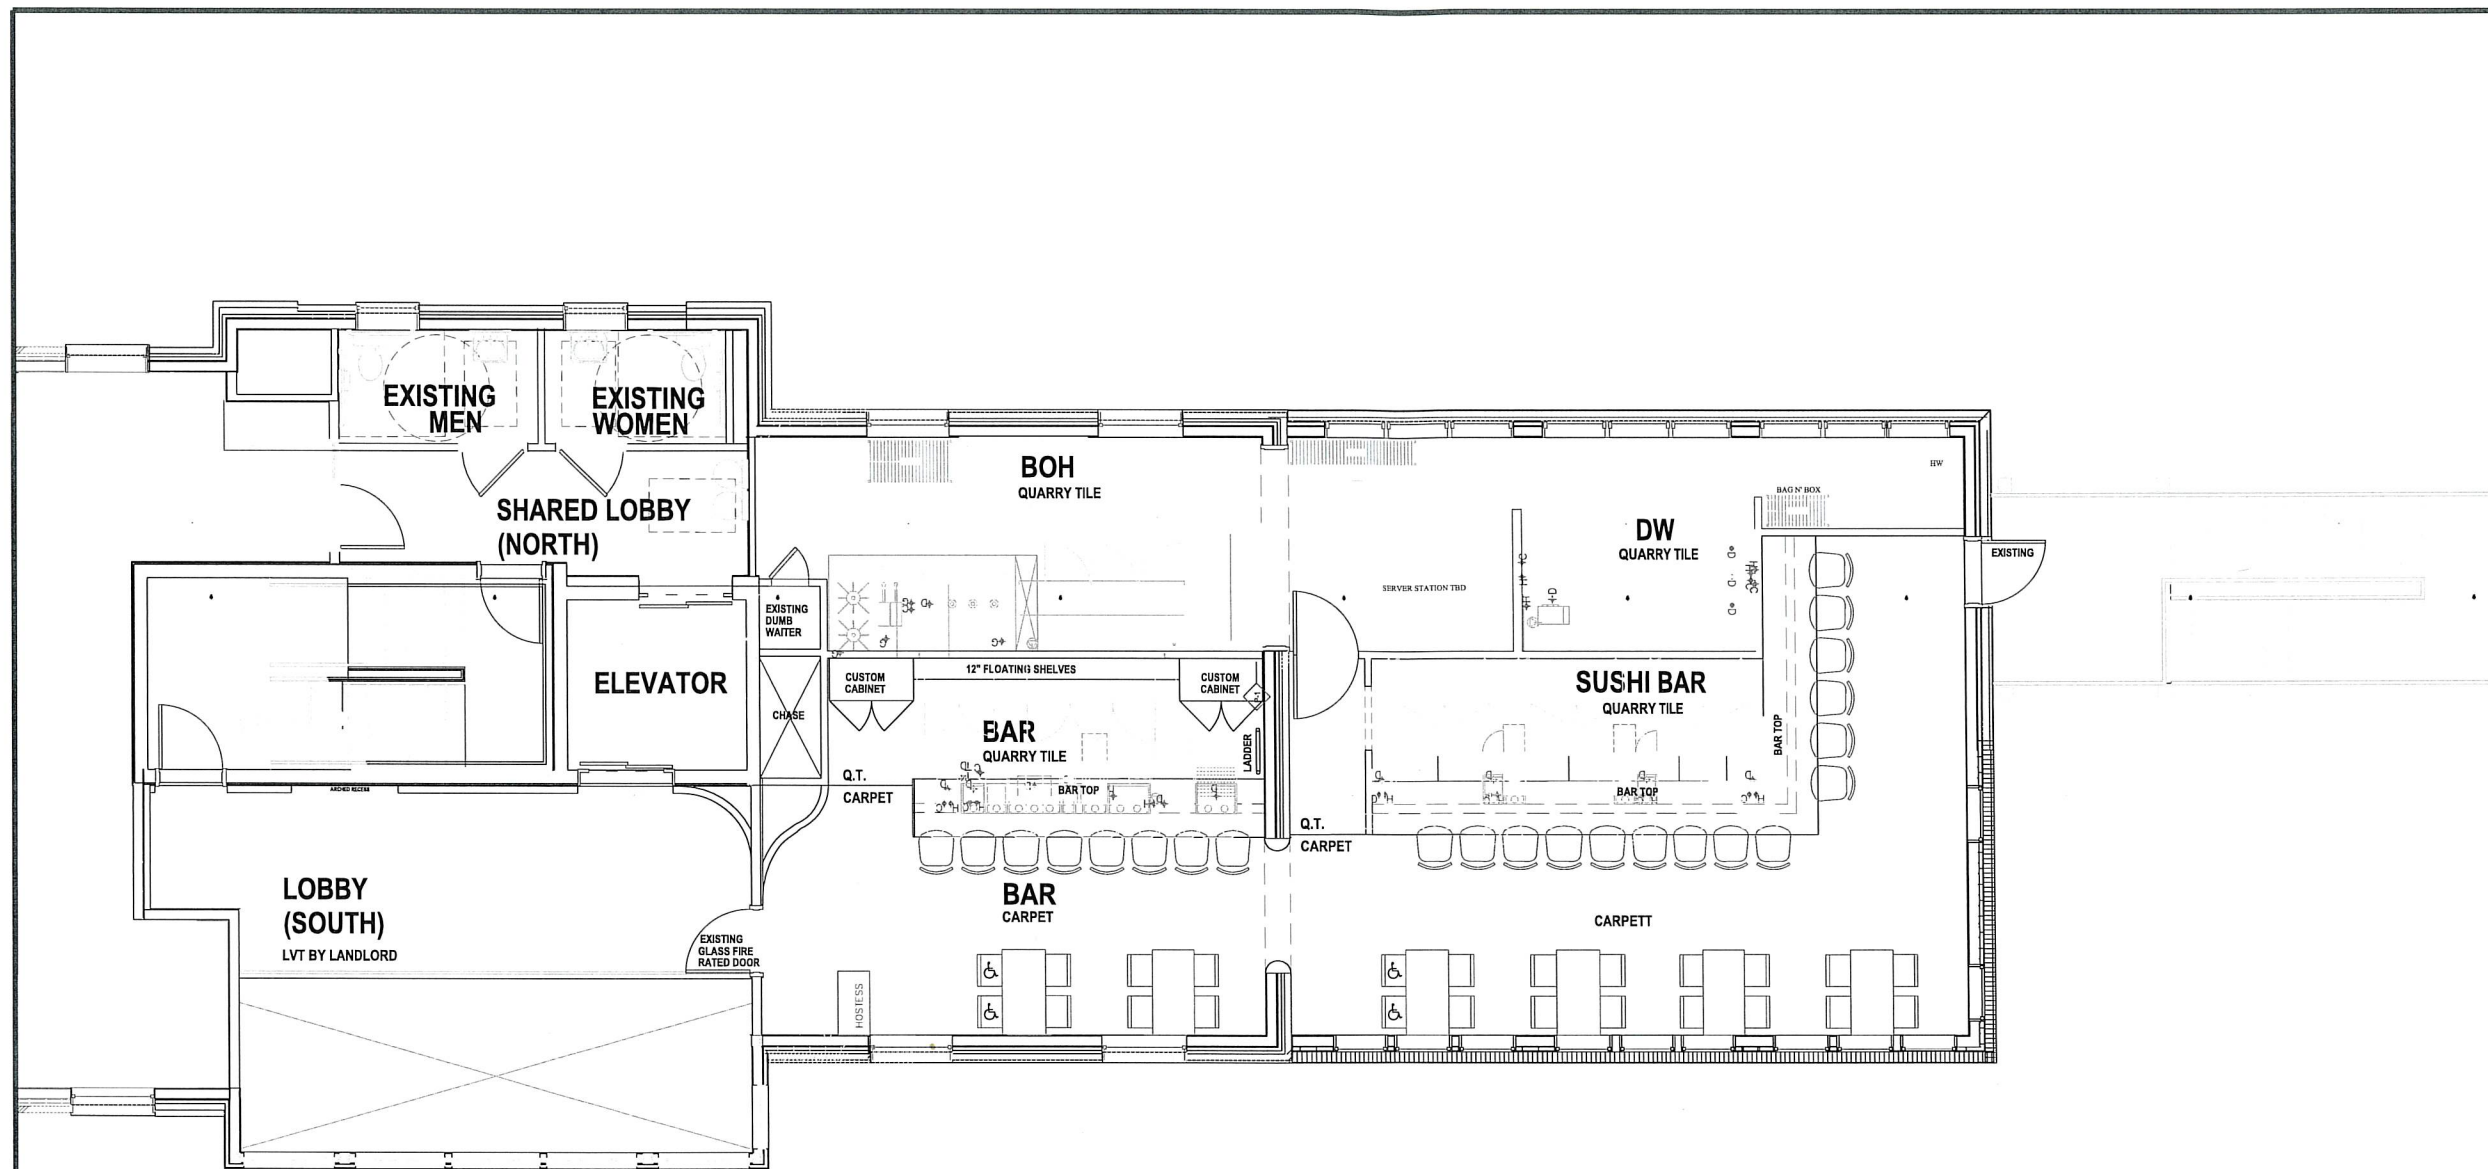 EXISTING
MEN
EXISTING
WOMEN
SHARED LOBBY
(NORTH)
BOH
QUARRY TILE
HW
BAG N' BOX
DW
QUARRY TILE
EXISTING
SERVER STATION TBD
EXISTING
DUMB
WAITER
ELEVATOR
CHASE
CUSTOM
CABINET
12" FLOATING SHELVES
CUSTOM
CABINET
BAR
QUARRY TILE
LADDER
SUSHI BAR
QUARRY TILE
BAR TOP
Q.T.
CARPET
BAR TOP
BAR TOP
ARCHED RECESS
Q.T.
CARPET
LOBBY
(SOUTH)
LVT BY LANDLORD
EXISTING
GLASS FIRE
RATED DOOR
BAR
CARPET
CARPETT
HOSTESS